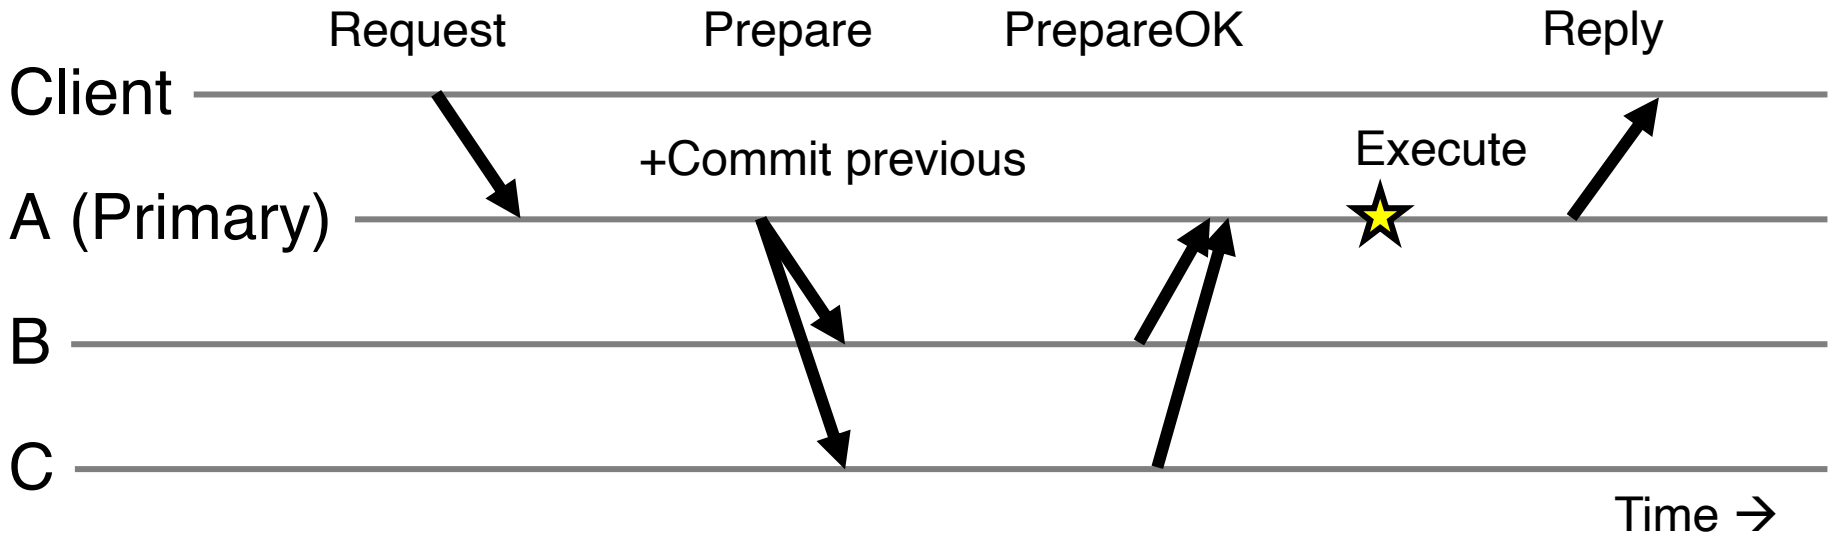 Request Prepare PrepareOK Reply
Client
+Commit previous Execute
A (Primary)
B
C
Time →